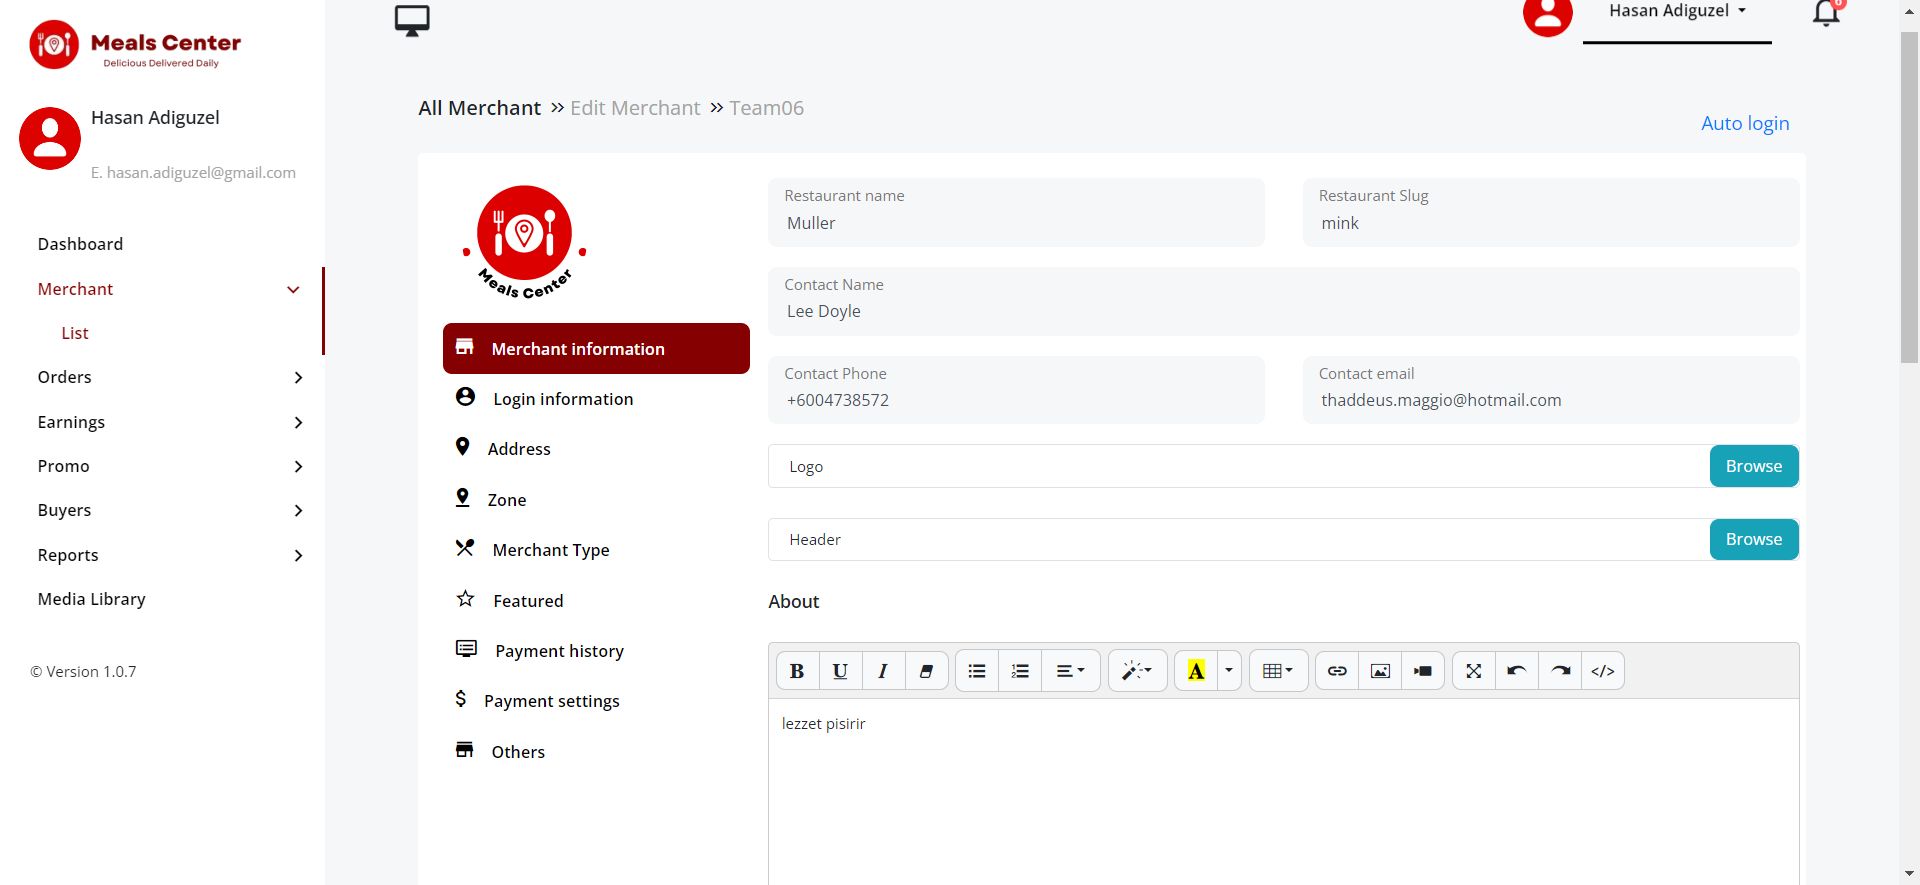 Meals Center
Delicious Delivered Daily
Hasan Adiguzel
E. hasan.adiguzel@gmail.com
Dashboard
Merchant
List
Orders
Earnings
Promo
Buyers
Reports
Media Library
© Version 1.0.7
Hasan Adiguzel
6
All Merchant » Edit Merchant » Team06
Auto login
Meals Center
Merchant information
Login information
Address
Zone
Merchant Type
Featured
Payment history
Payment settings
Others
Restaurant name
Muller
Restaurant Slug
mink
Contact Name
Lee Doyle
Contact Phone
+6004738572
Contact email
thaddeus.maggio@hotmail.com
Logo
Browse
Header
Browse
About
B U I A </>
lezzet pisirir